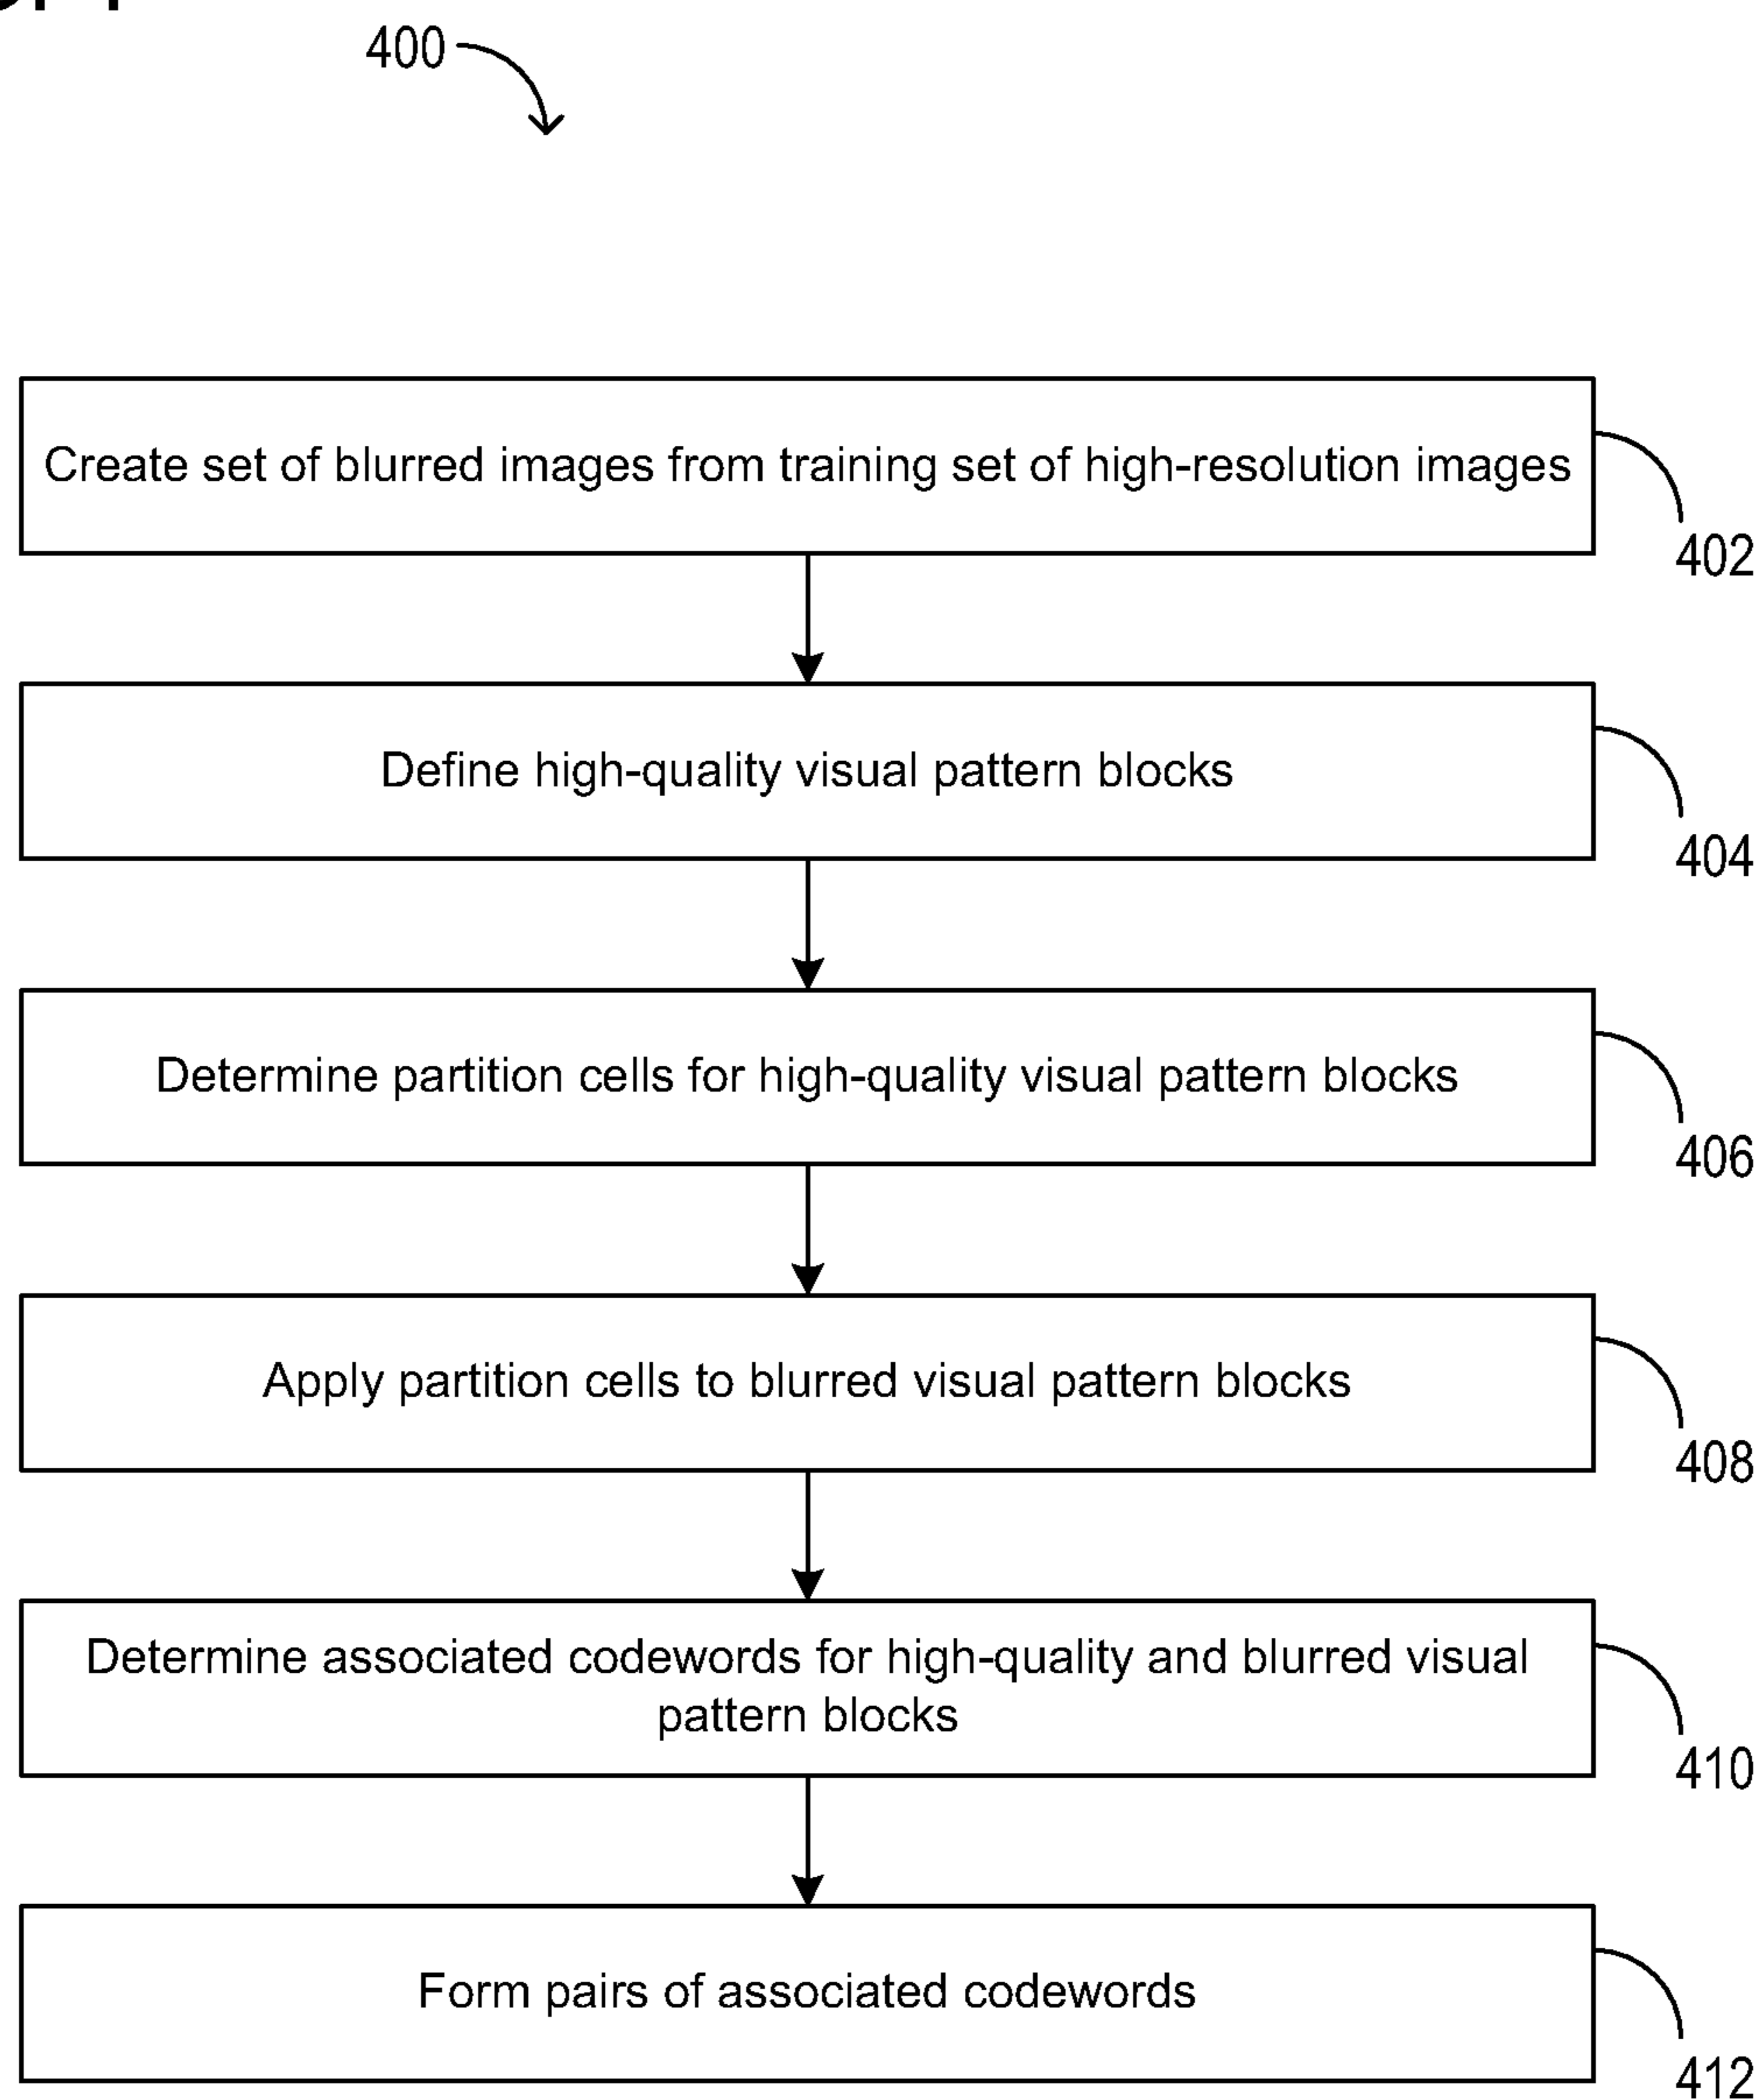 400
Create set of blurred images from training set of high-resolution images
402
Define high-quality visual pattern blocks
404
Determine partition cells for high-quality visual pattern blocks
406
Apply partition cells to blurred visual pattern blocks
408
Determine associated codewords for high-quality and blurred visual
pattern blocks
410
Form pairs of associated codewords
412